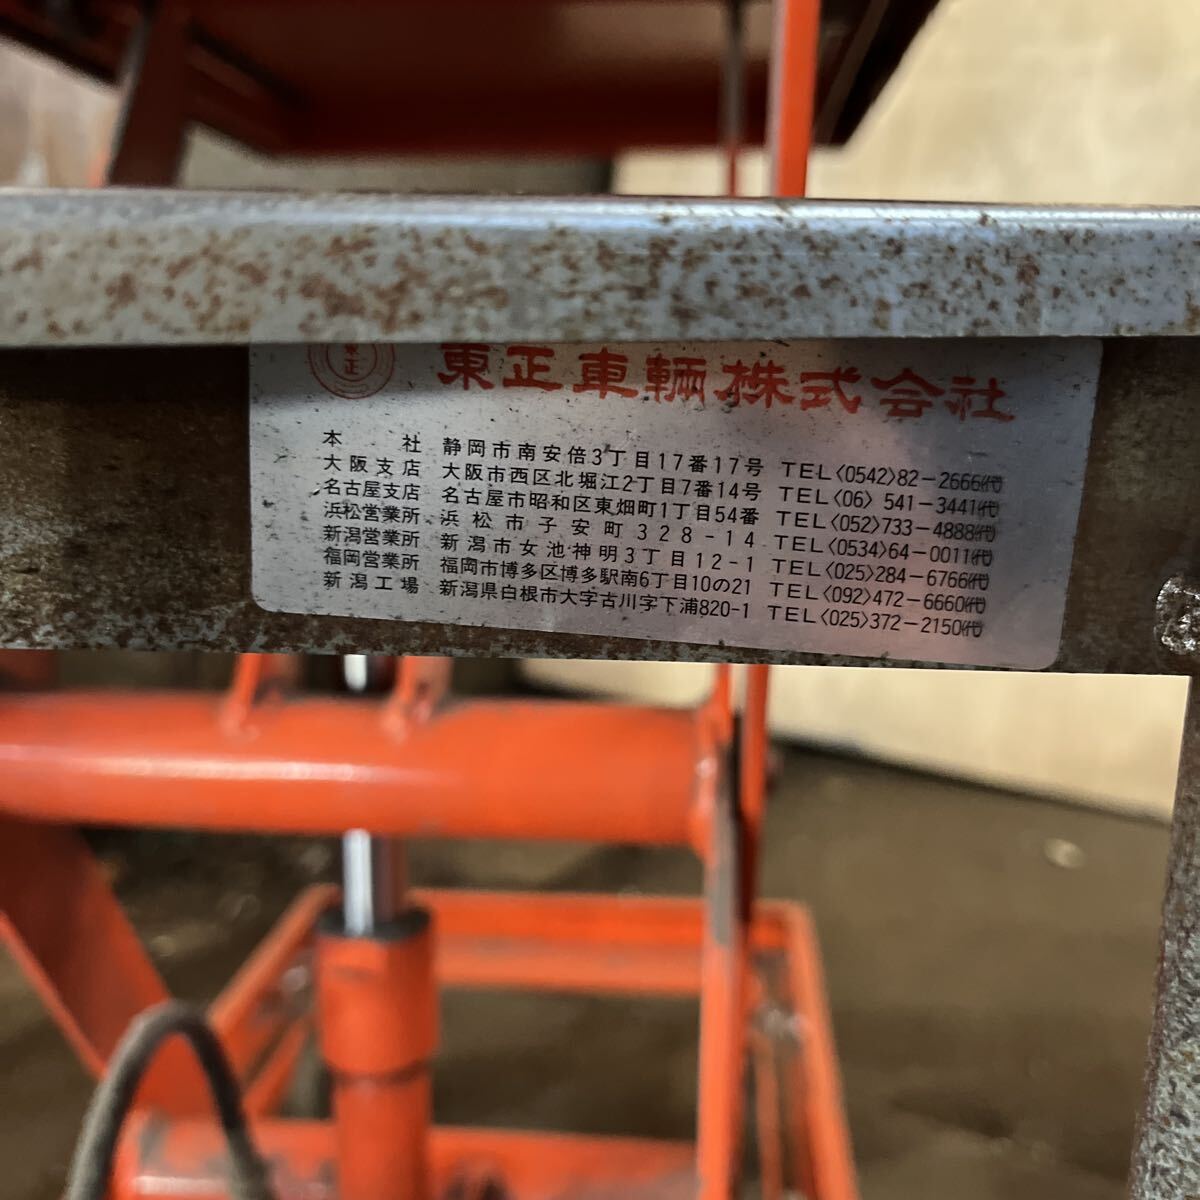 東正
東正車輛株式会社
本社 静岡市南安倍3丁目17番17号 TEL〈0542〉82-2666㈹
大阪支店 大阪市西区北堀江2丁目7番14号 TEL〈06〉541-3441㈹
名古屋支店 名古屋市昭和区東畑町1丁目54番 TEL〈052〉733-4888㈹
浜松営業所 浜松市子安町328-14 TEL〈0534〉64-0011㈹
新潟営業所 新潟市女池神明3丁目12-1 TEL〈025〉284-6766㈹
福岡営業所 福岡市博多区博多駅南6丁目10の21 TEL〈092〉472-6660㈹
新潟工場 新潟県白根市大字古川字下浦820-1 TEL〈025〉372-2150㈹